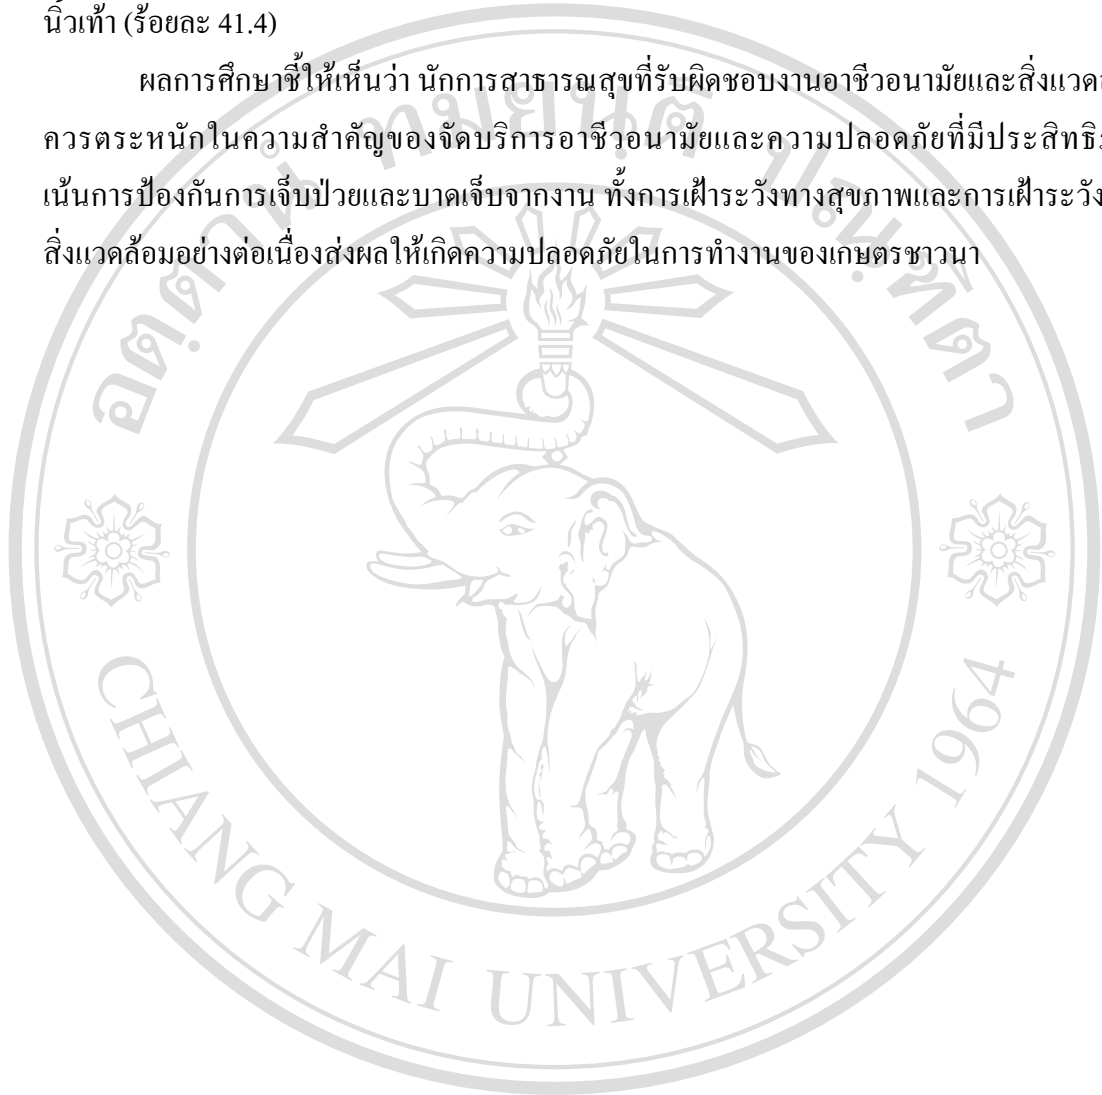 นิ้วเท้า (ร้อยละ 41.4)
ผลการศึกษาชี้ให้เห็นว่า นักการสาธารณสุขที่รับผิดชอบงานอาชีวอนามัยและสิ่งแวด
ควรตระหนักในความสำคัญของจัดบริการอาชีวอนามัยและความปลอดภัยที่มีประสิทธิ
เน้นการป้องกันการเจ็บป่วยและบาดเจ็บจากงาน ทั้งการเฝ้าระวังทางสุขภาพและการเฝ้าระวัง
สิ่งแวดล้อมอย่างต่อเนื่องส่งผลให้เกิดความปลอดภัยในการทำงานของเกษตรชาวนา
อตฺตานํ ทมยนฺติ ปณฺฑิตา
CHIANG MAI UNIVERSITY 1964